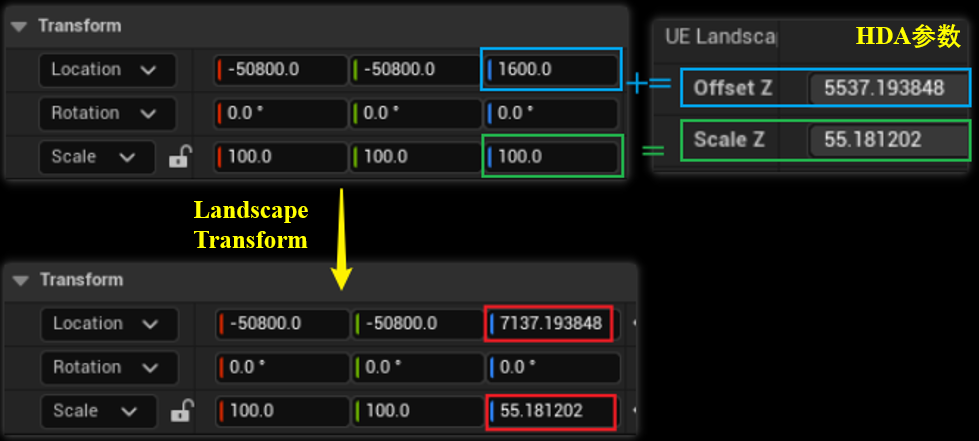 Transform
Location -50800.0 -50800.0 1600.0
Rotation 0.0 ° 0.0 ° 0.0 °
Scale 100.0 100.0 100.0
+=
=
UE Landsca
HDA参数
Offset Z 5537.193848
Scale Z 55.181202
Landscape
Transform
Transform
Location -50800.0 -50800.0 7137.193848
Rotation 0.0 ° 0.0 ° 0.0 °
Scale 100.0 100.0 55.181202